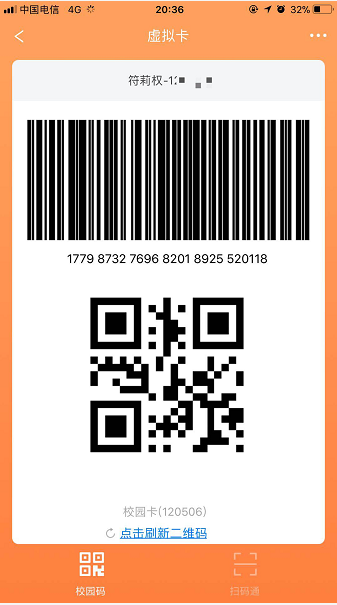 中国电信 4G 20:36 32%
虚拟卡
符莉权-12
1779 8732 7696 8201 8925 520118
校园卡(120506)
点击刷新二维码
校园码 扫码通